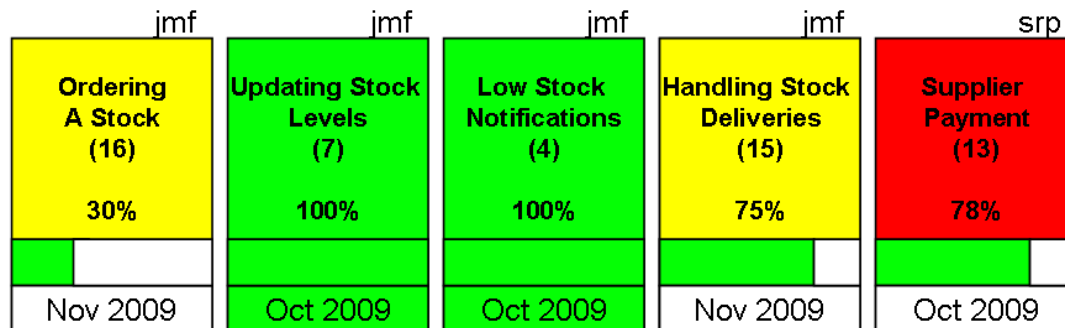 jmf
Ordering
A Stock
(16)
30%
Nov 2009
jmf
Updating Stock
Levels
(7)
100%
Oct 2009
jmf
Low Stock
Notifications
(4)
100%
Oct 2009
jmf
Handling Stock
Deliveries
(15)
75%
Nov 2009
srp
Supplier
Payment
(13)
78%
Oct 2009